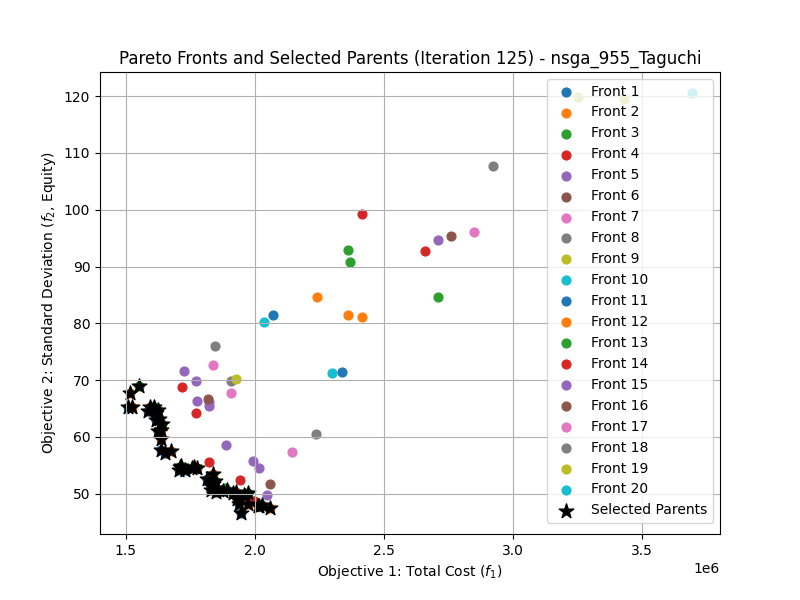 Pareto Fronts and Selected Parents (Iteration 125) - nsga_955_Taguchi
Objective 2: Standard Deviation (f2, Equity)
120
110
100
90
80
70
60
50
1.5
2.0
2.5
3.0
3.5
1e6
Objective 1: Total Cost (f1)
Front 1
Front 2
Front 3
Front 4
Front 5
Front 6
Front 7
Front 8
Front 9
Front 10
Front 11
Front 12
Front 13
Front 14
Front 15
Front 16
Front 17
Front 18
Front 19
Front 20
Selected Parents